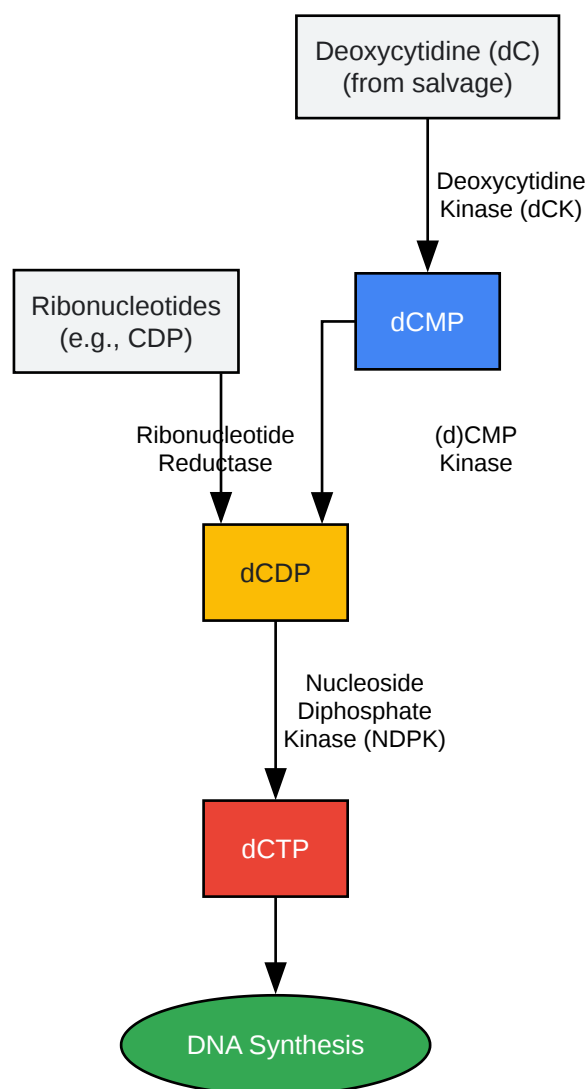 Deoxycytidine (dC)
(from salvage)
Deoxycytidine
Kinase (dCK)
Ribonucleotides
(e.g., CDP)
dCMP
Ribonucleotide
Reductase
(d)CMP
Kinase
dCDP
Nucleoside
Diphosphate
Kinase (NDPK)
dCTP
DNA Synthesis